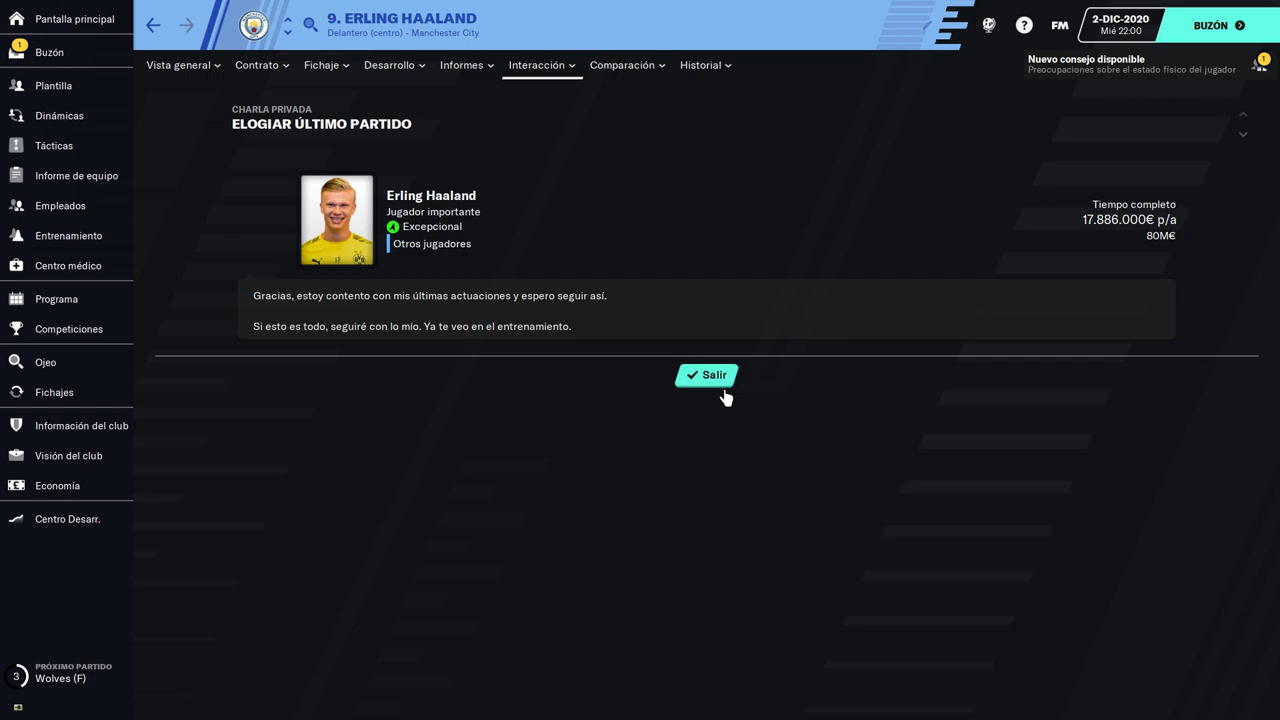 Pantalla principal
1
Buzón
Plantilla
Dinámicas
Tácticas
Informe de equipo
Empleados
Entrenamiento
Centro médico
Programa
Competiciones
Ojeo
Fichajes
Información del club
Visión del club
Economía
Centro Desarr.
3
PRÓXIMO PARTIDO
Wolves (F)
9. ERLING HAALAND
Delantero (centro) - Manchester City
?
FM
2-DIC-2020
Mié 22:00
BUZÓN
Vista general
Contrato
Fichaje
Desarrollo
Informes
Interacción
Comparación
Historial
Nuevo consejo disponible
Preocupaciones sobre el estado físico del jugador
1
CHARLA PRIVADA
ELOGIAR ÚLTIMO PARTIDO
Erling Haaland
Jugador importante
Excepcional
Otros jugadores
Tiempo completo
17.886.000€ p/a
80M€
Gracias, estoy contento con mis últimas actuaciones y espero seguir así.
Si esto es todo, seguiré con lo mío. Ya te veo en el entrenamiento.
Salir